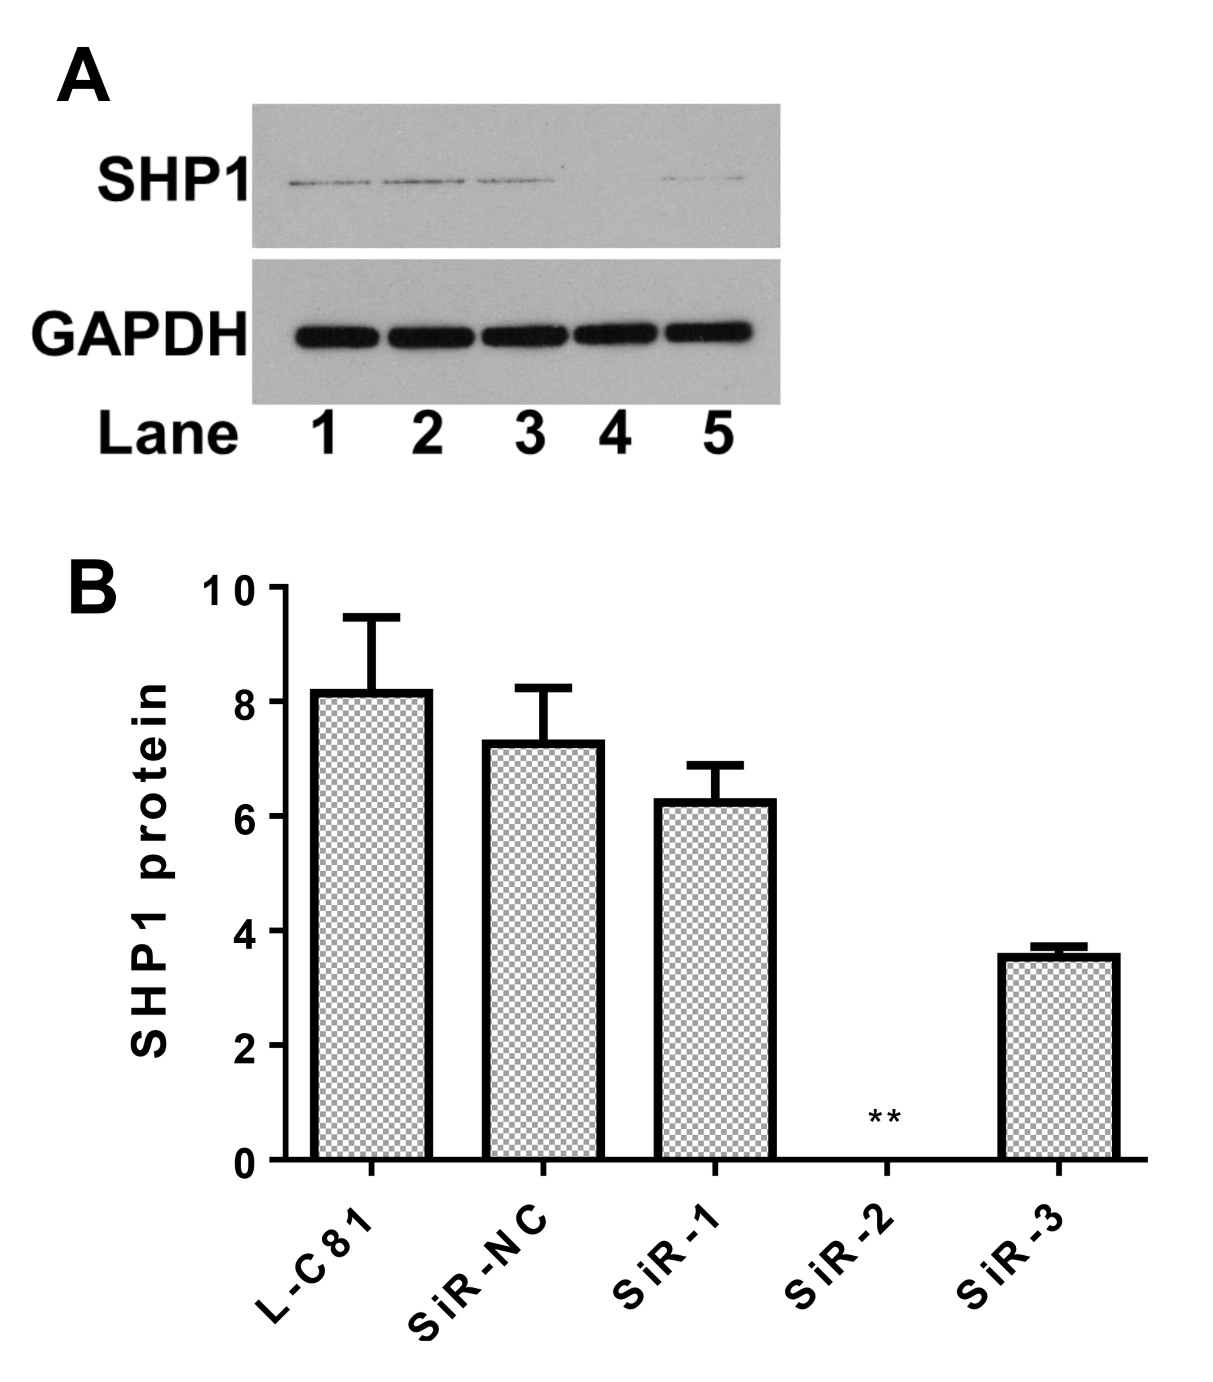 A
SHP1
GAPDH
Lane 1 2 3 4 5
B
SHP1 protein
10
8
6
4
2
0
**
L-C81 SiR-NC SiR-1 SiR-2 SiR-3